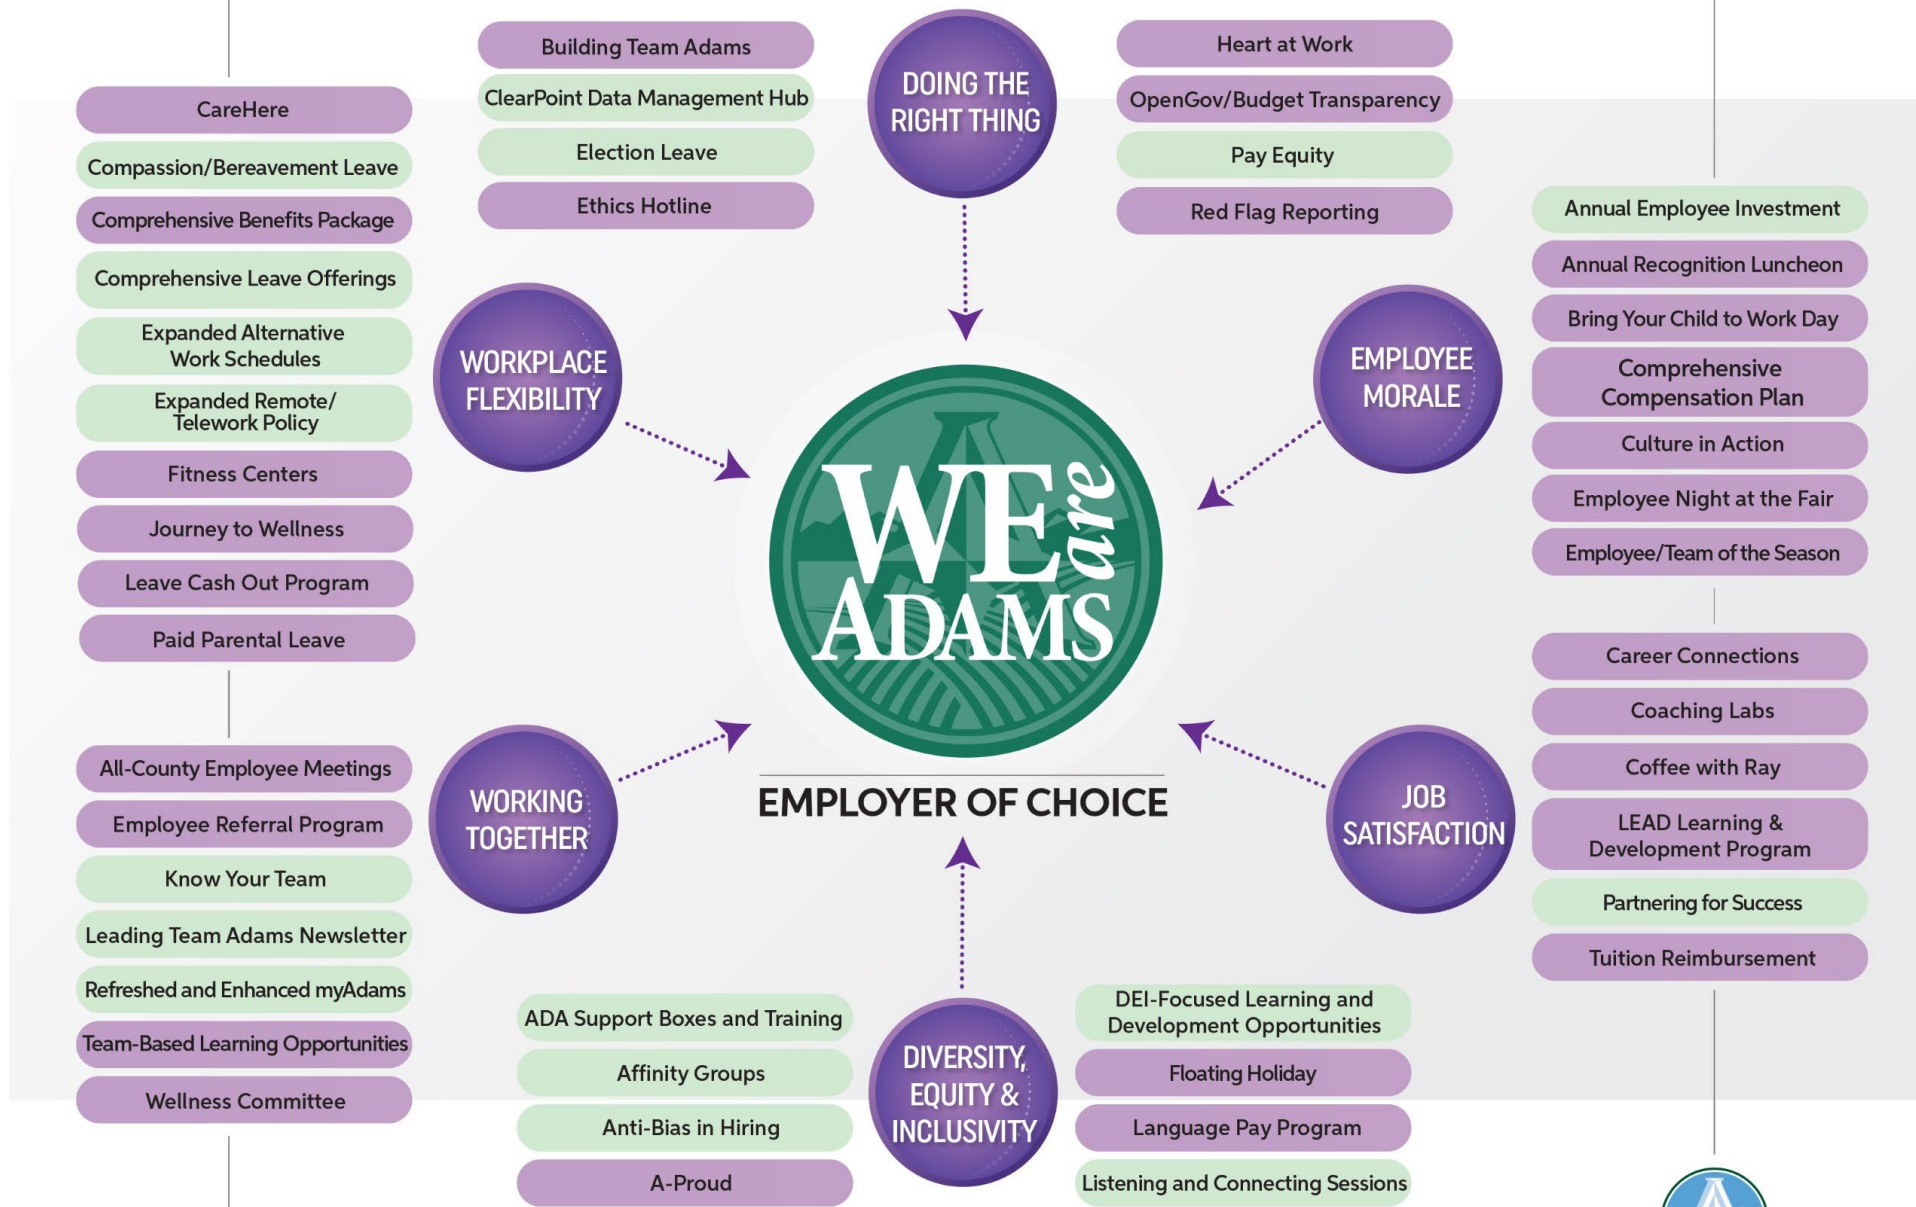 Building Team Adams
ClearPoint Data Management Hub
Election Leave
Ethics Hotline
DOING THE
RIGHT THING
Heart at Work
OpenGov/Budget Transparency
Pay Equity
Red Flag Reporting
CareHere
Compassion/Bereavement Leave
Comprehensive Benefits Package
Comprehensive Leave Offerings
Expanded Alternative
Work Schedules
Expanded Remote/
Telework Policy
Fitness Centers
Journey to Wellness
Leave Cash Out Program
Paid Parental Leave
WORKPLACE
FLEXIBILITY
EMPLOYEE
MORALE
Annual Employee Investment
Annual Recognition Luncheon
Bring Your Child to Work Day
Comprehensive
Compensation Plan
Culture in Action
Employee Night at the Fair
Employee/Team of the Season
WE are
ADAMS
EMPLOYER OF CHOICE
All-County Employee Meetings
Employee Referral Program
Know Your Team
Leading Team Adams Newsletter
Refreshed and Enhanced myAdams
Team-Based Learning Opportunities
Wellness Committee
WORKING
TOGETHER
JOB
SATISFACTION
Career Connections
Coaching Labs
Coffee with Ray
LEAD Learning &
Development Program
Partnering for Success
Tuition Reimbursement
ADA Support Boxes and Training
Affinity Groups
Anti-Bias in Hiring
A-Proud
DIVERSITY,
EQUITY &
INCLUSIVITY
DEI-Focused Learning and
Development Opportunities
Floating Holiday
Language Pay Program
Listening and Connecting Sessions